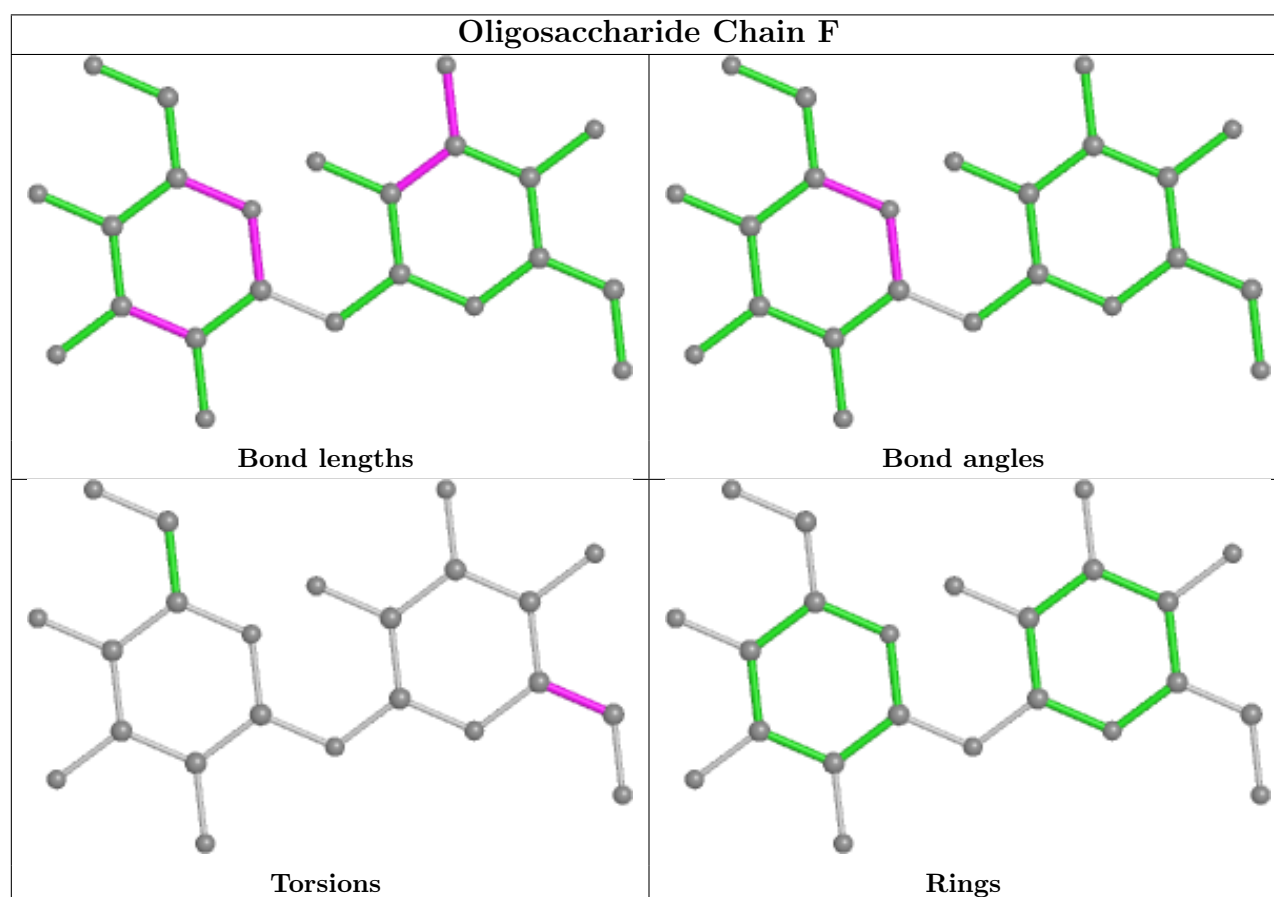 Oligosaccharide Chain F
Bond lengths
Bond angles
Torsions
Rings